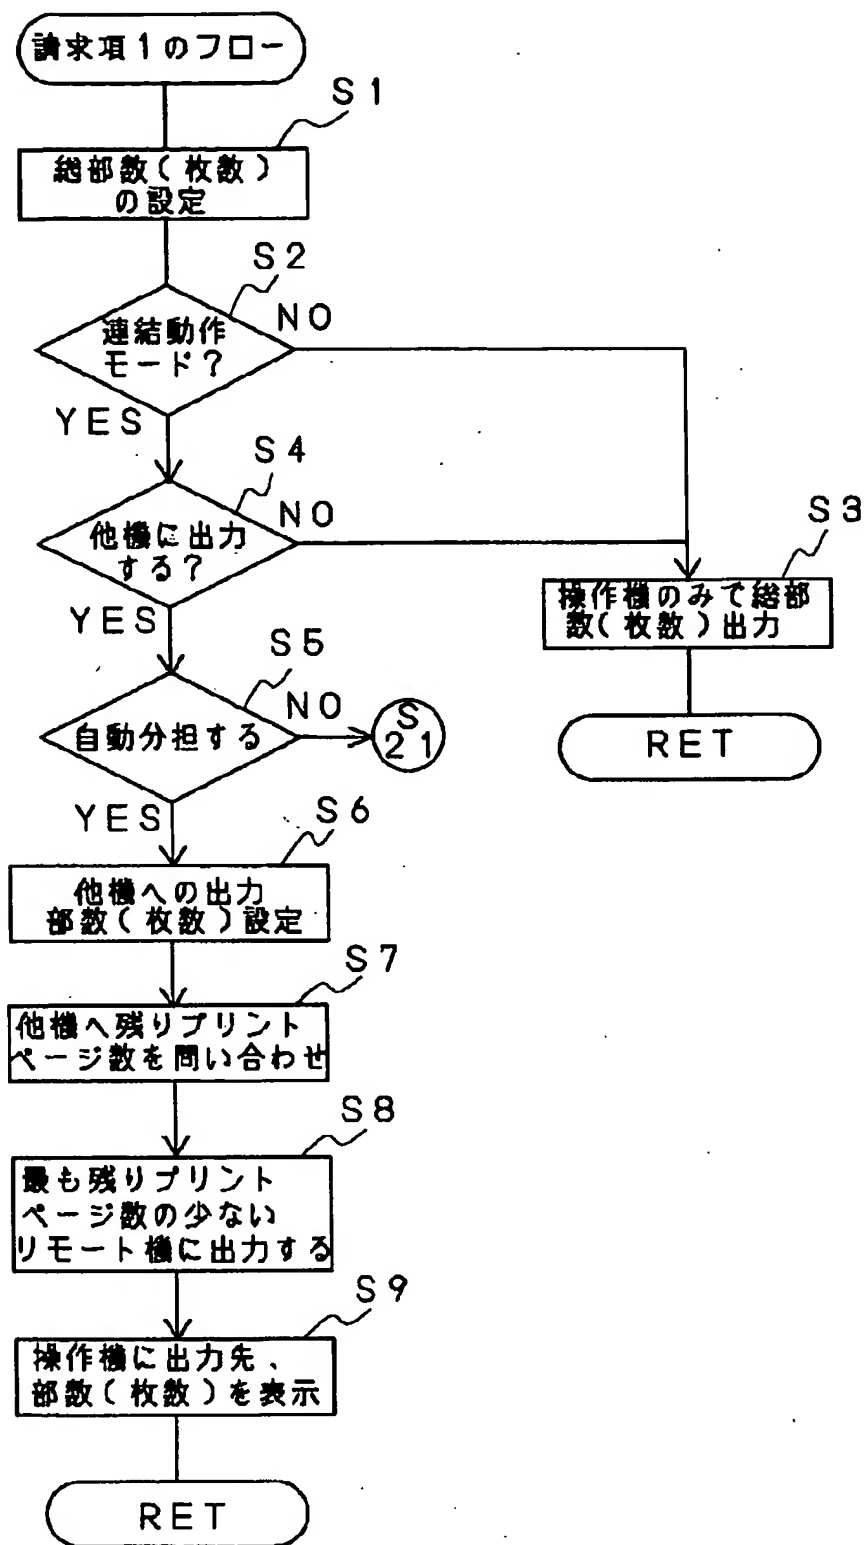 請求項1のフロー
S1
総部数(枚数)
の設定
S2
連結動作
モード?
NO
YES
S4
他機に出力
する?
NO
YES
S3
操作機のみで総部
数(枚数)出力
RET
S5
自動分担する
NO
S
21
YES
S6
他機への出力
部数(枚数)設定
S7
他機へ残りプリント
ページ数を問い合わせ
S8
最も残りプリント
ページ数の少ない
リモート機に出力する
S9
操作機に出力先、
部数(枚数)を表示
RET